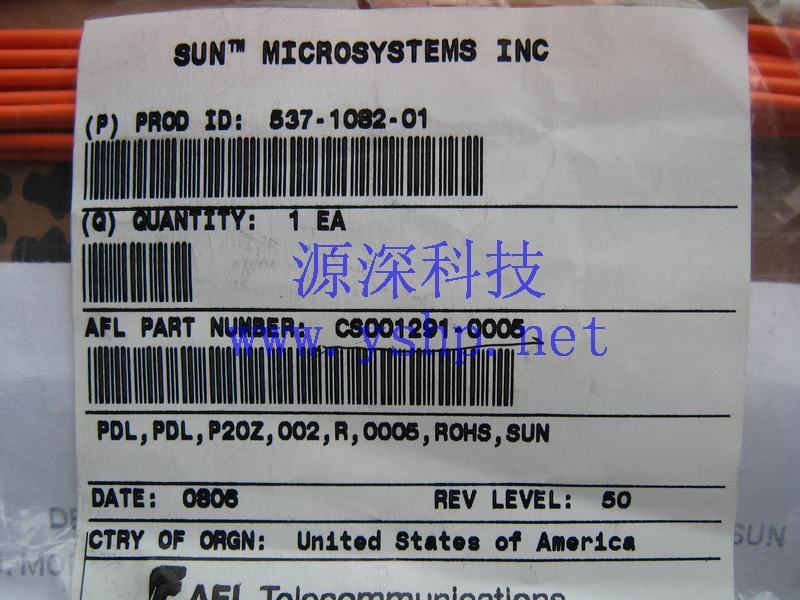 SUN™ MICROSYSTEMS INC
(P) PROD ID: 537-1082-01
(Q) QUANTITY: 1 EA
源深科技
AFL PART NUMBER: CS001291-0005
www.yshp.net
PDL,PDL,P20Z,002,R,0005,ROHS,SUN
DATE: 0806
REV LEVEL: 50
CTRY OF ORGN: United States of America
SUN
AFL Telecommunications